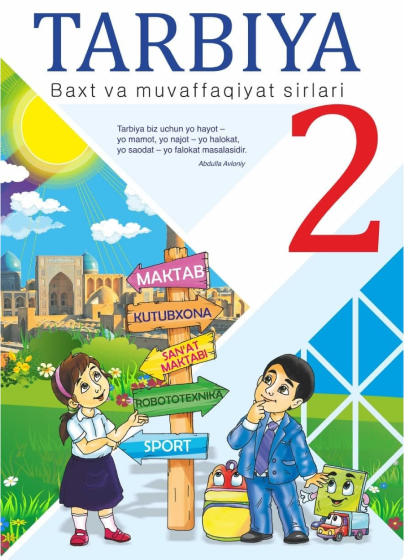 TARBIYA
Baxt va muvaffaqiyat sirlari
2
Tarbiya biz uchun yo hayot –
yo mamot, yo najot – yo halokat,
yo saodat – yo falokat masalasidir.
Abdulla Avloniy
MAKTAB
KUTUBXONA
SAN'AT
MAKTABI
ROBOTOTEXNIKA
SPORT